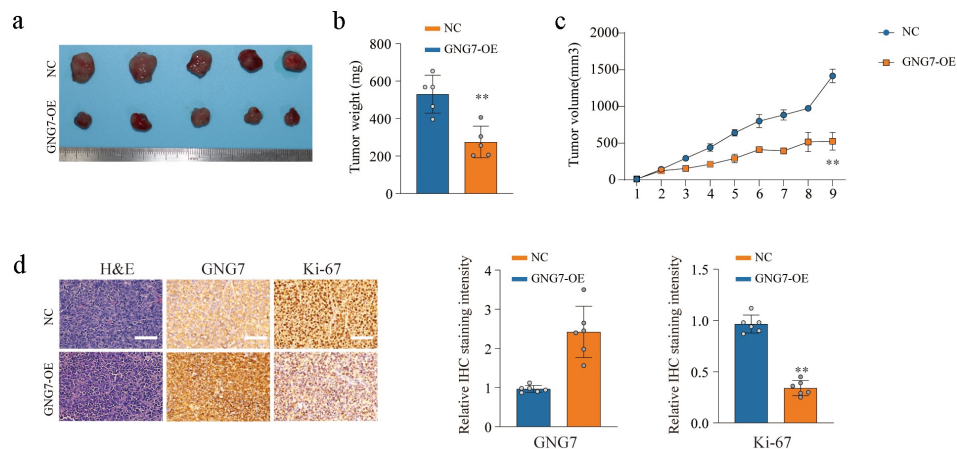 a
NC
GNG7-OE
b
NC
GNG7-OE
Tumor weight (mg)
800
600
400
200
0
**
c
Tumor volume(mm3)
2000
1500
1000
500
0
1 2 3 4 5 6 7 8 9
**
NC
GNG7-OE
d
H&E GNG7 Ki-67
NC
GNG7-OE
NC
GNG7-OE
Relative IHC staining intensity
4
3
2
1
0
GNG7
NC
GNG7-OE
Relative IHC staining intensity
1.5
1.0
0.5
0.0
**
Ki-67